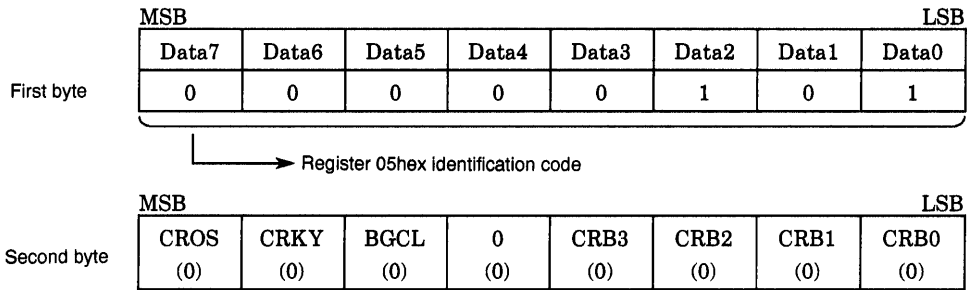 MSB LSB
Data7 Data6 Data5 Data4 Data3 Data2 Data1 Data0
First byte 0 0 0 0 0 1 0 1
Register 05hex identification code
MSB LSB
CROS CRKY BGCL 0 CRB3 CRB2 CRB1 CRB0
Second byte
(0) (0) (0) (0) (0) (0) (0) (0)